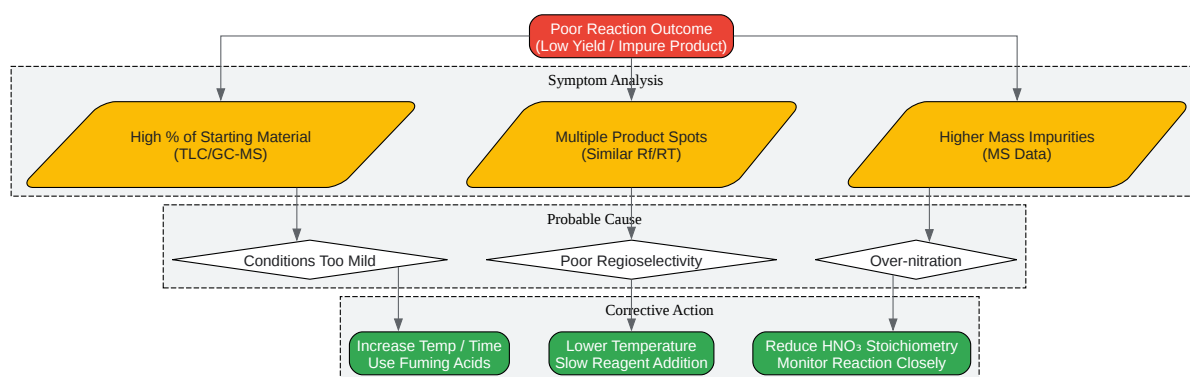 Poor Reaction Outcome
(Low Yield / Impure Product)
Symptom Analysis
High % of Starting Material
(TLC/GC-MS)
Multiple Product Spots
(Similar Rf/RT)
Higher Mass Impurities
(MS Data)
Probable Cause
Conditions Too Mild
Poor Regioselectivity
Over-nitration
Corrective Action
Increase Temp / Time
Use Fuming Acids
Lower Temperature
Slow Reagent Addition
Reduce HNO₃ Stoichiometry
Monitor Reaction Closely